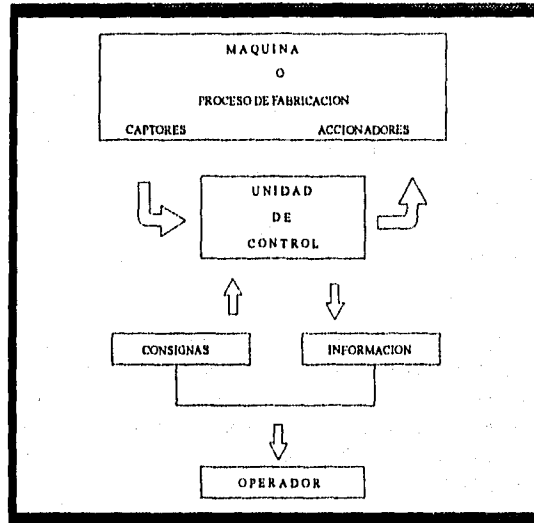 MAQUINA
O
PROCESO DE FABRICACION
CAPTORES ACCIONADORES
UNIDAD
DE
CONTROL
CONSIGNAS INFORMACION
OPERADOR